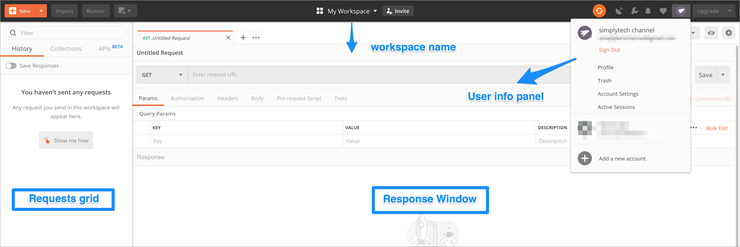 New
Import
Runner
My Workspace
Invite
Upgrade
Filter
History
Collections
APIs BETA
Save Responses
You haven't sent any requests
Any request you send in this workspace will
appear here.
Show me how
GET Untitled Request
Untitled Request
GET
Enter request URL
Save
Params
Authorization
Headers
Body
Pre-request Script
Tests
Comments (0)
Query Params
KEY
VALUE
DESCRIPTION
Bulk Edit
Key
Value
Description
Response
workspace name
User info panel
Requests grid
Response Window
simplytech channel
Sign Out
Profile
Trash
Account Settings
Active Sessions
Add a new account